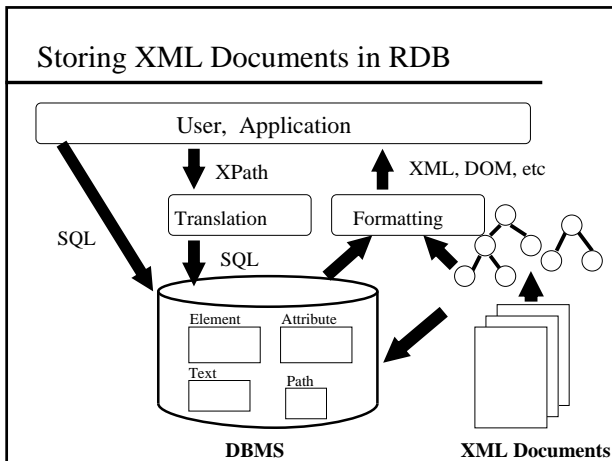 Storing XML Documents in RDB
User, Application
XPath
XML, DOM, etc
Translation
Formatting
SQL
SQL
Element
Attribute
Text
Path
DBMS
XML Documents